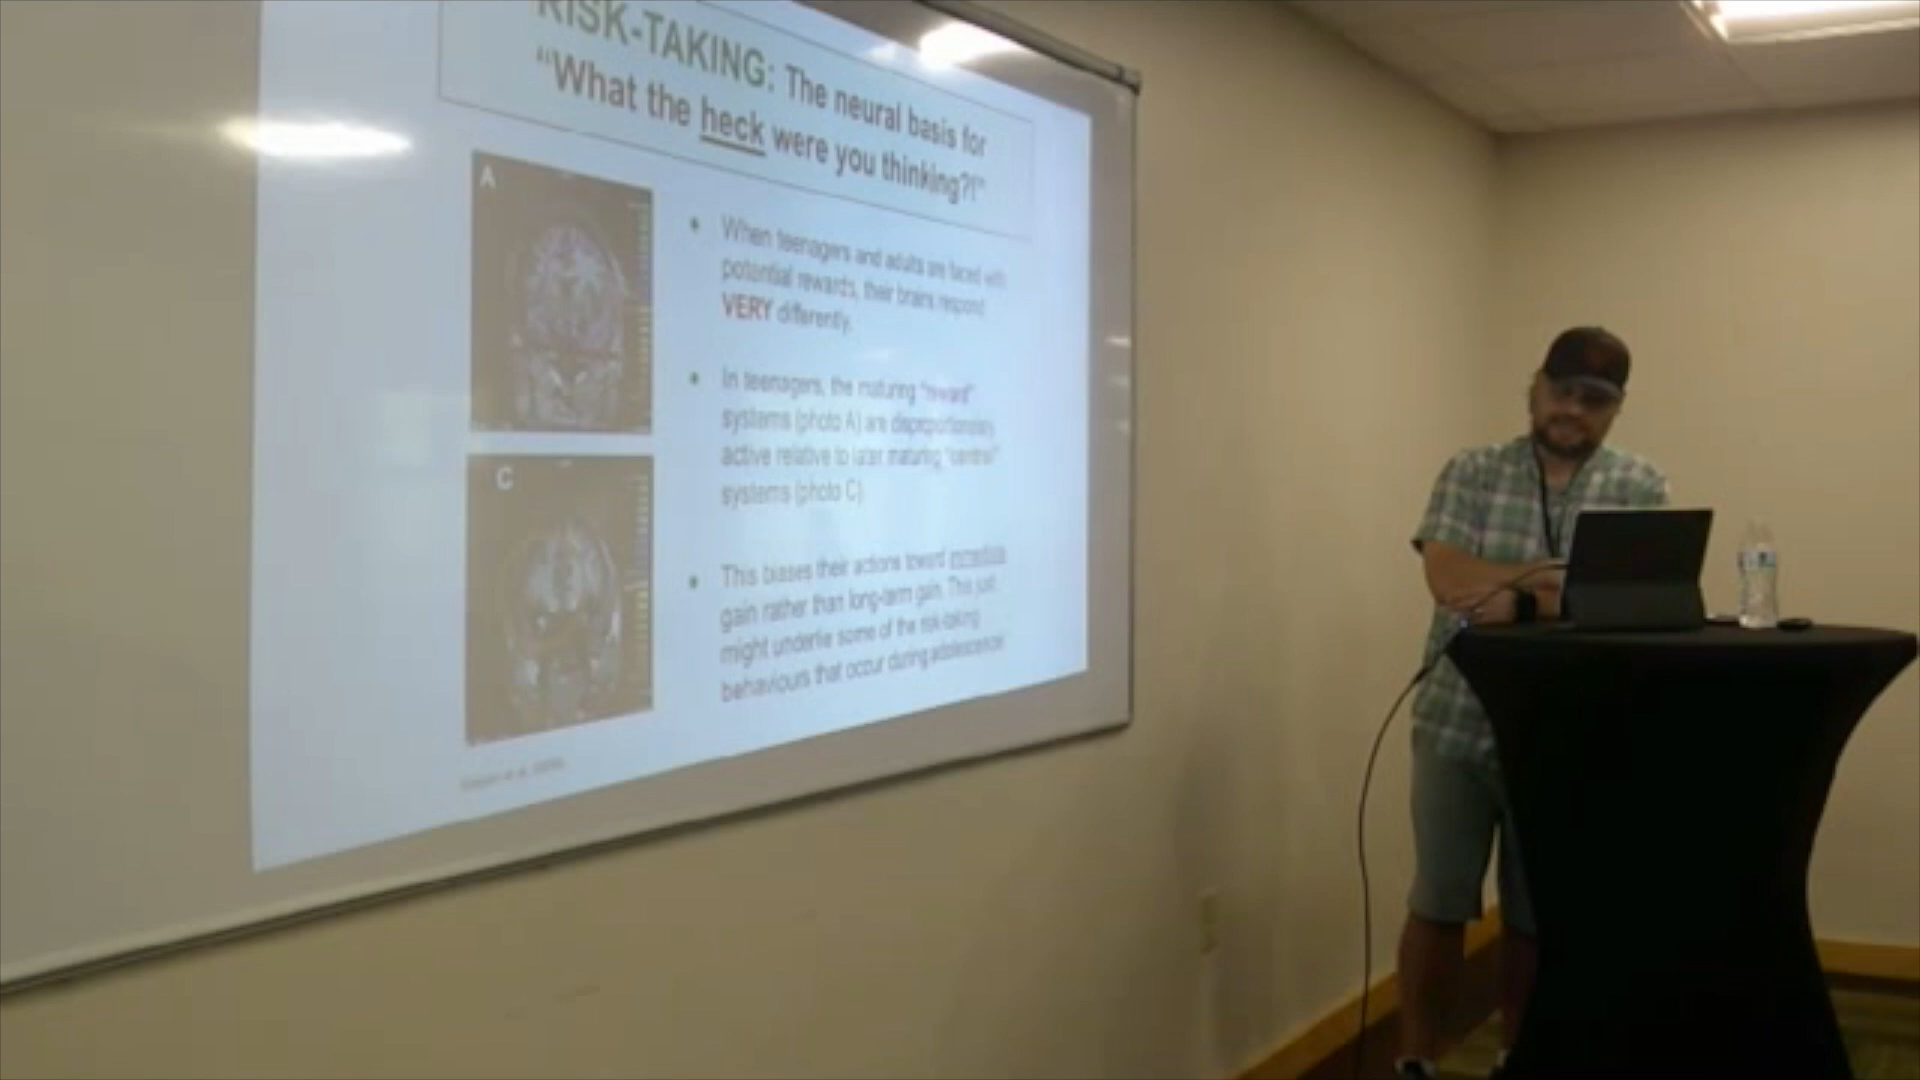 RISK-TAKING: The neural basis for
"What the heck were you thinking?!"
A
• When teenagers and adults are faced with
potential rewards, their brains respond
VERY differently.
• In teenagers, the maturing "reward"
systems (photo A) are disproportionately
active relative to later maturing "control"
systems (photo C)
C
• This biases their actions toward immediate
gain rather than long-term gain. This just
might underlie some of the risk-taking
behaviours that occur during adolescence